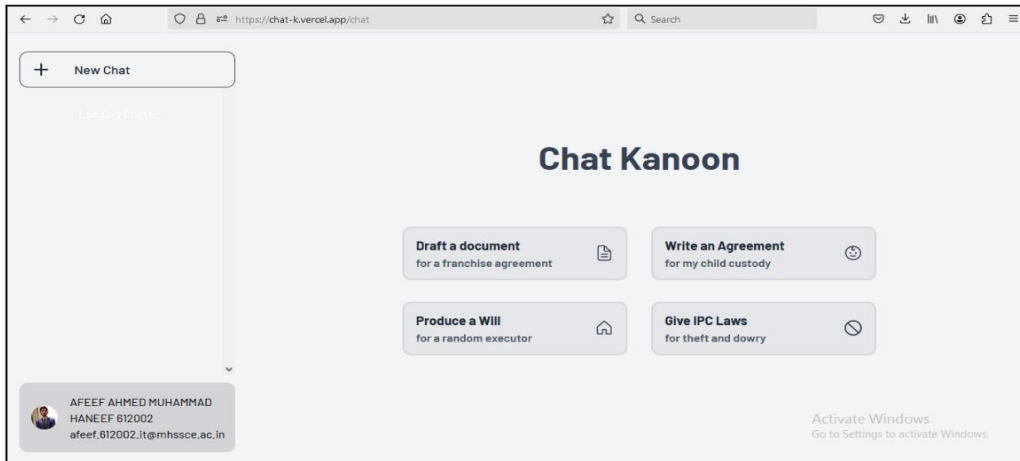 https://chat-k.vercel.app/chat
Search
New Chat
Loading Chats...
Chat Kanoon
Draft a document
for a franchise agreement
Write an Agreement
for my child custody
Produce a Will
for a random executor
Give IPC Laws
for theft and dowry
AFEEF AHMED MUHAMMAD
HANEEF 612002
afeef.612002.it@mhssce.ac.in
Activate Windows
Go to Settings to activate Windows.